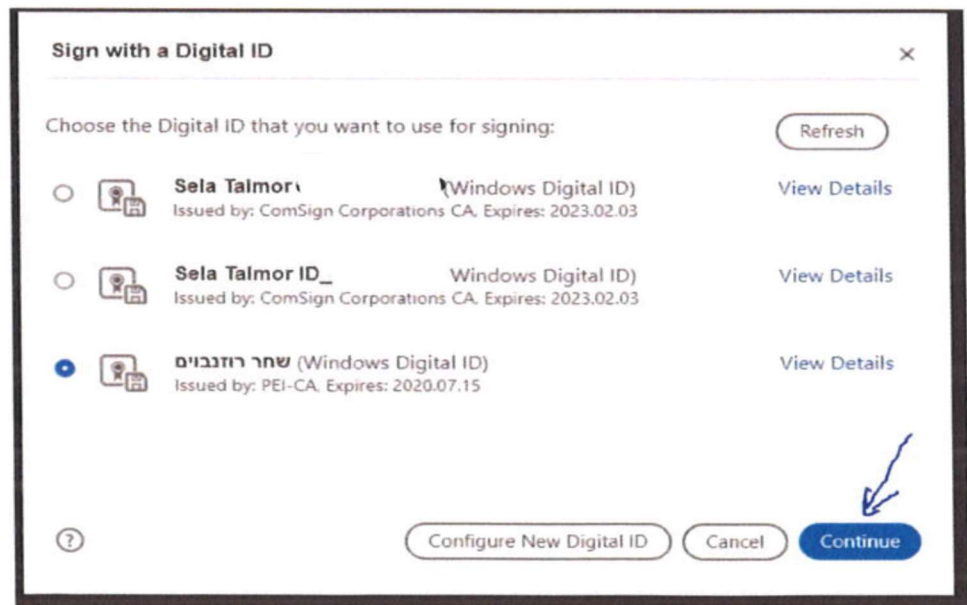 Sign with a Digital ID
Choose the Digital ID that you want to use for signing:
Refresh
Sela Talmor (Windows Digital ID)
View Details
Issued by: ComSign Corporations CA, Expires: 2023.02.03
Sela Talmor ID_ Windows Digital ID)
View Details
Issued by: ComSign Corporations CA, Expires: 2023.02.03
שחר רוזנבוים (Windows Digital ID)
View Details
Issued by: PEI-CA, Expires: 2020.07.15
Configure New Digital ID
Cancel
Continue